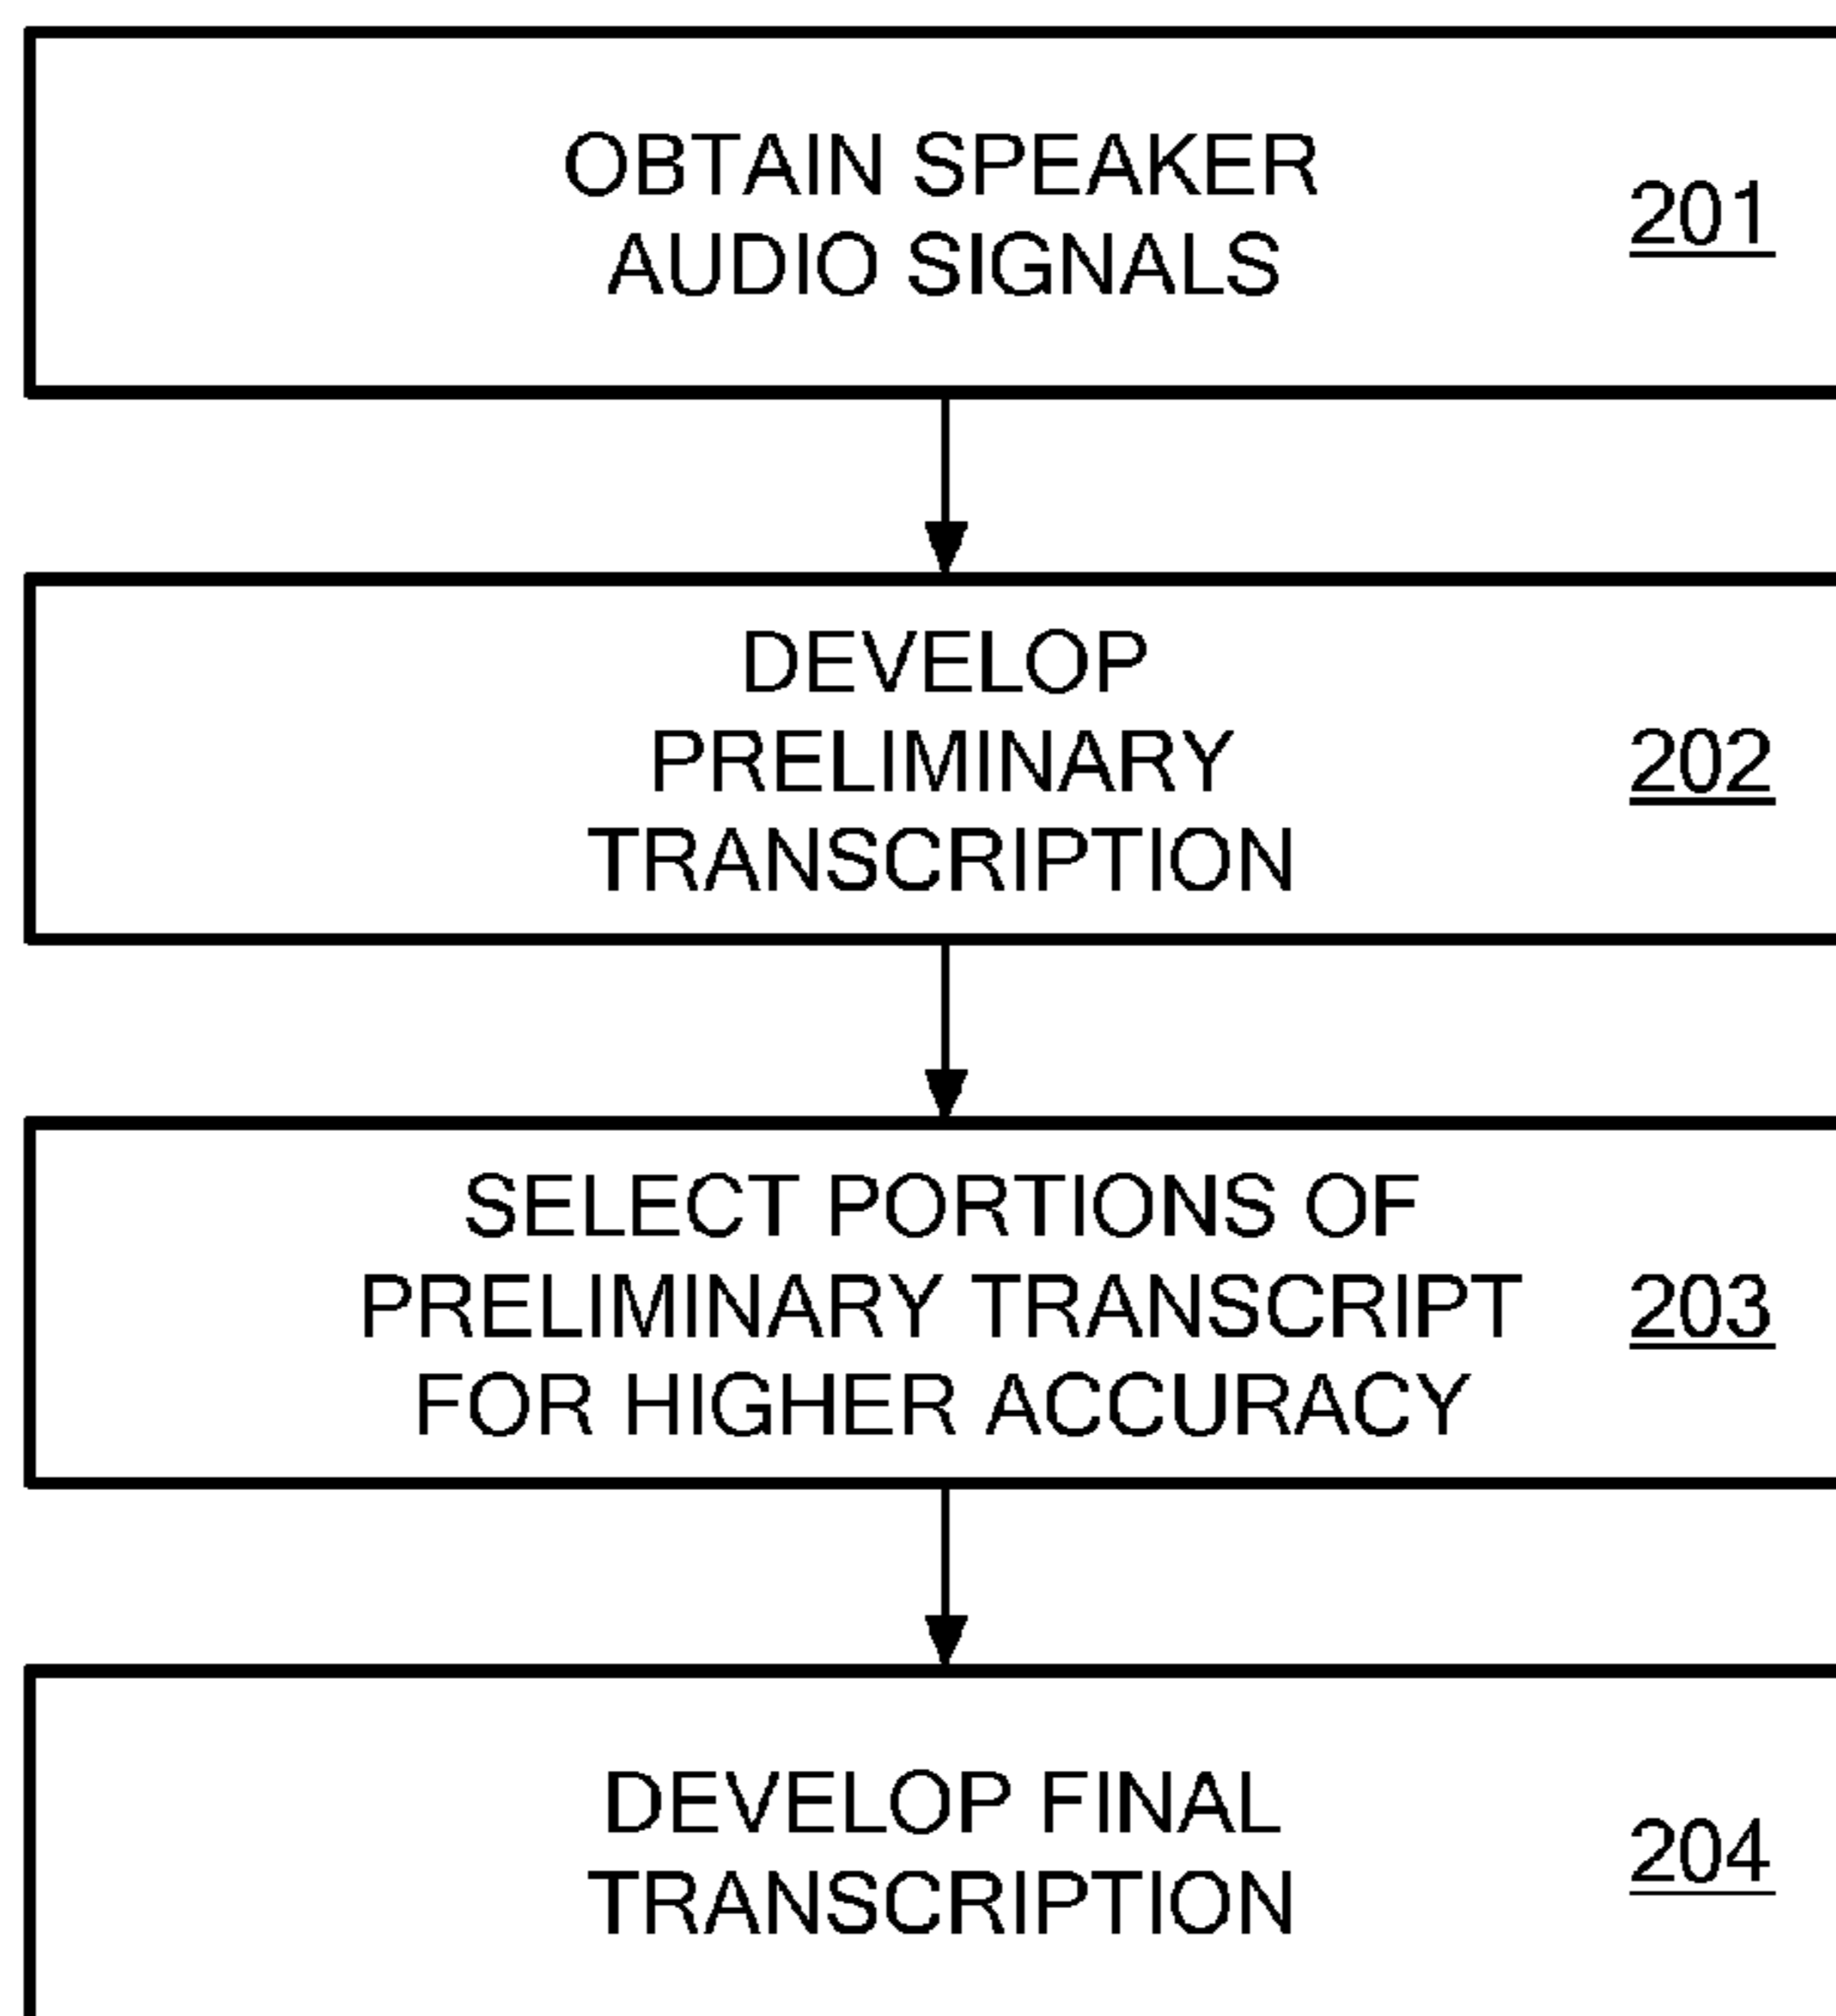 OBTAIN SPEAKER
AUDIO SIGNALS
201
DEVELOP
PRELIMINARY
TRANSCRIPTION
202
SELECT PORTIONS OF
PRELIMINARY TRANSCRIPT
FOR HIGHER ACCURACY
203
DEVELOP FINAL
TRANSCRIPTION
204